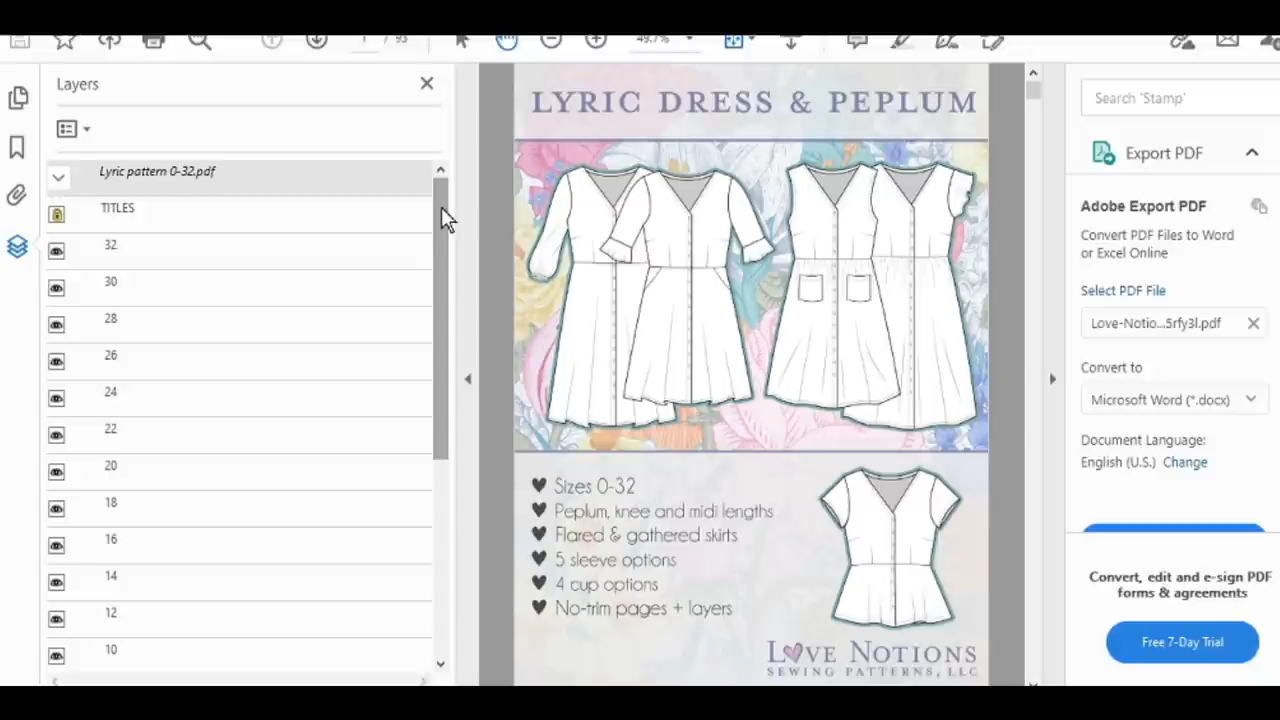 1 / 95
49.7%
Layers
Lyric pattern 0-32.pdf
TITLES
32
30
28
26
24
22
20
18
16
14
12
10
LYRIC DRESS & PEPLUM
♥ Sizes 0-32
♥ Peplum, knee and midi lengths
♥ Flared & gathered skirts
♥ 5 sleeve options
♥ 4 cup options
♥ No-trim pages + layers
LOVE NOTIONS
SEWING PATTERNS, LLC
Search 'Stamp'
Export PDF
Adobe Export PDF
Convert PDF Files to Word
or Excel Online
Select PDF File
Love-Notio...5rfy3l.pdf
Convert to
Microsoft Word (*.docx)
Document Language:
English (U.S.) Change
Convert, edit and e-sign PDF
forms & agreements
Free 7-Day Trial